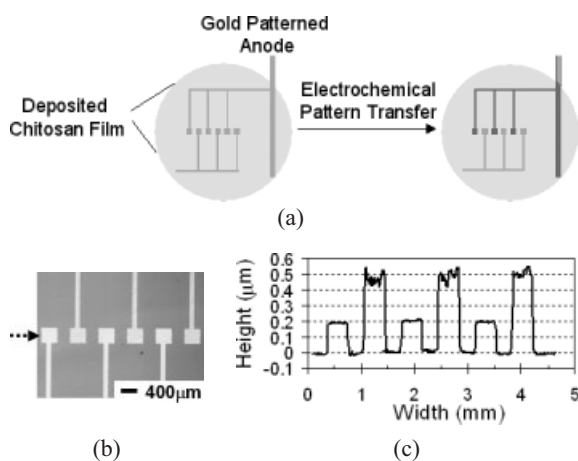 Gold Patterned
Anode
Deposited
Chitosan Film
Electrochemical
Pattern Transfer
(a)
400μm
(b)
Height (μm)
0.6
0.5
0.4
0.3
0.2
0.1
0
-0.1
0 1 2 3 4 5
Width (mm)
(c)